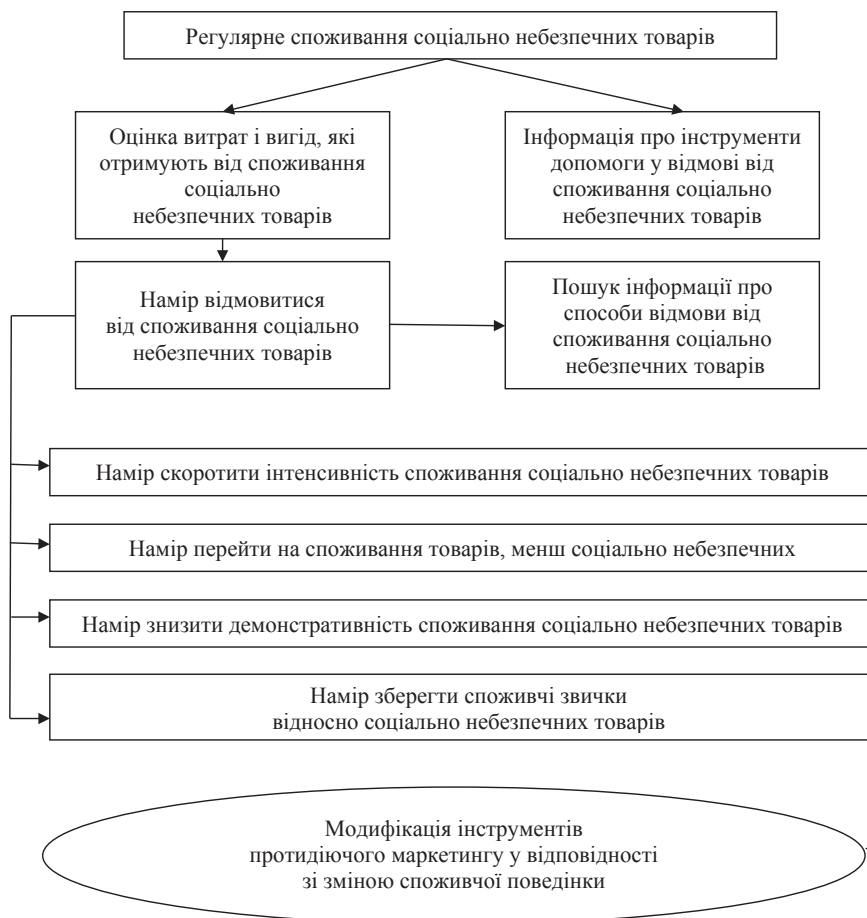 Регулярне споживання соціально небезпечних товарів
Оцінка витрат і вигід, які
отримують від споживання
соціально
небезпечних товарів
Інформація про інструменти
допомоги у відмові від
споживання соціально
небезпечних товарів
Намір відмовитися
від споживання соціально
небезпечних товарів
Пошук інформації про
способи відмови від
споживання соціально
небезпечних товарів
Намір скоротити інтенсивність споживання соціально небезпечних товарів
Намір перейти на споживання товарів, менш соціально небезпечних
Намір знизити демонстративність споживання соціально небезпечних товарів
Намір зберегти споживчі звички
відносно соціально небезпечних товарів
Модифікація інструментів
протидіючого маркетингу у відповідності
зі зміною споживчої поведінки